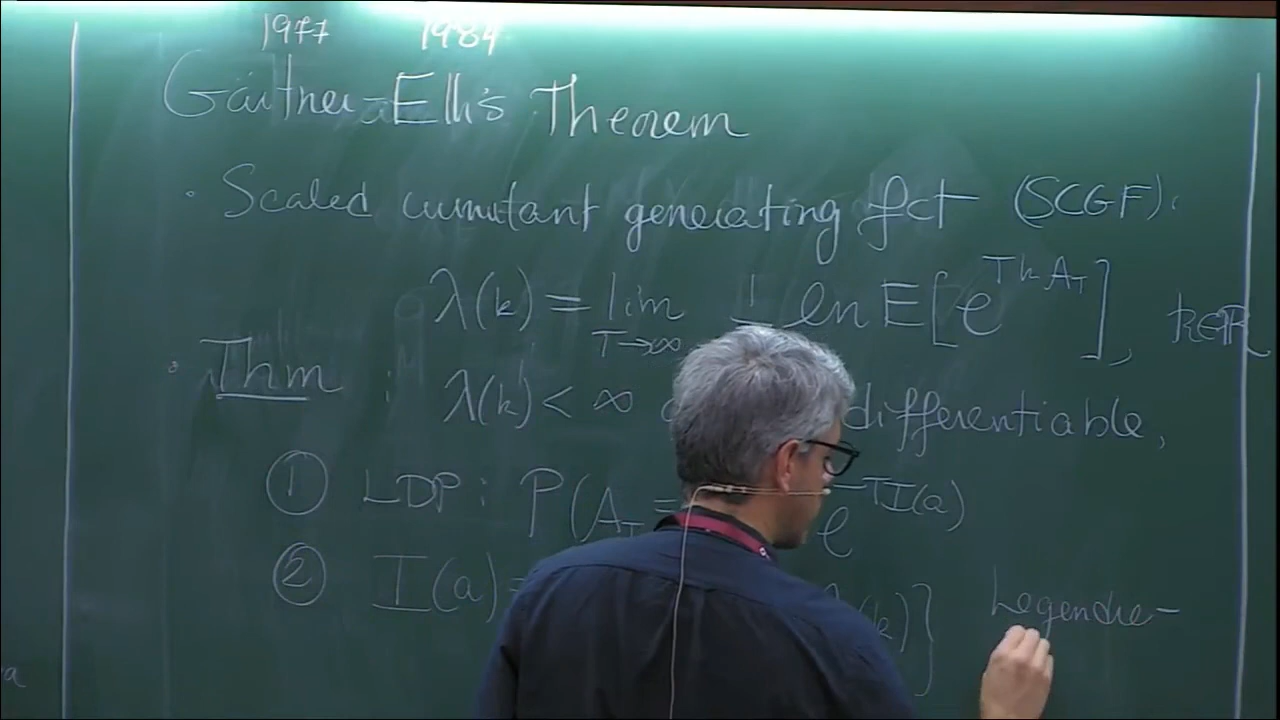 1977 1984
Gärtner-Ellis Theorem
· Scaled cumulant generating fct (SCGF):
λ(k) = lim T→∞ 1 ln E[e^{TkA_T}], k∈ℝ
· Thm : λ(k) < ∞ differentiable,
① LDP: P(A_T = e^{-TI(a)}
② I(a) = (k)} Legendre-
a